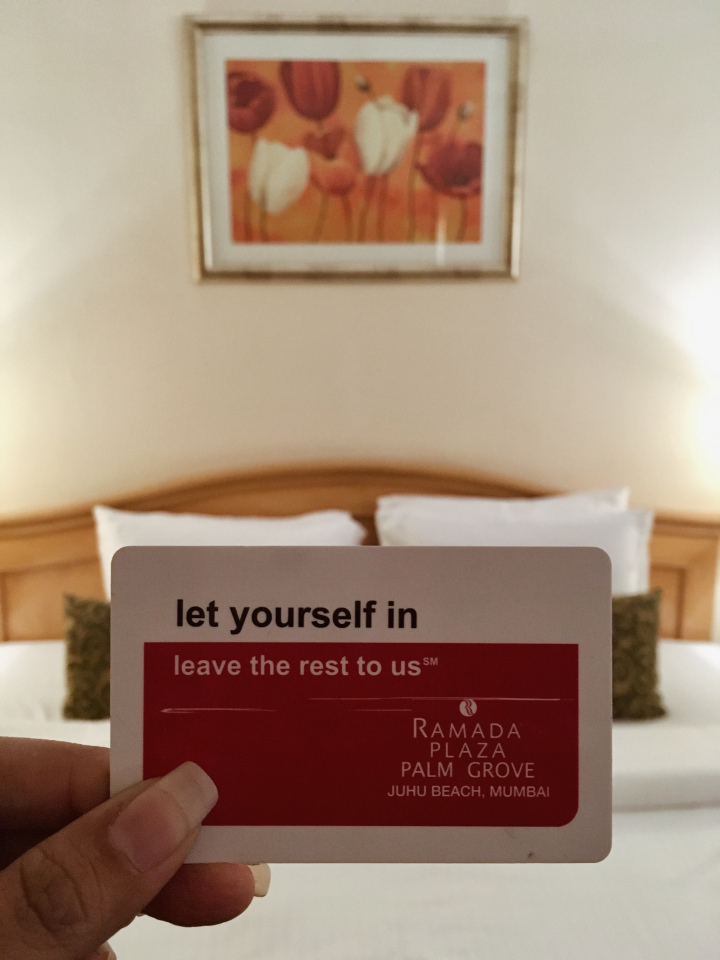 let yourself in
leave the rest to us℠
RAMADA
PLAZA
PALM GROVE
JUHU BEACH, MUMBAI